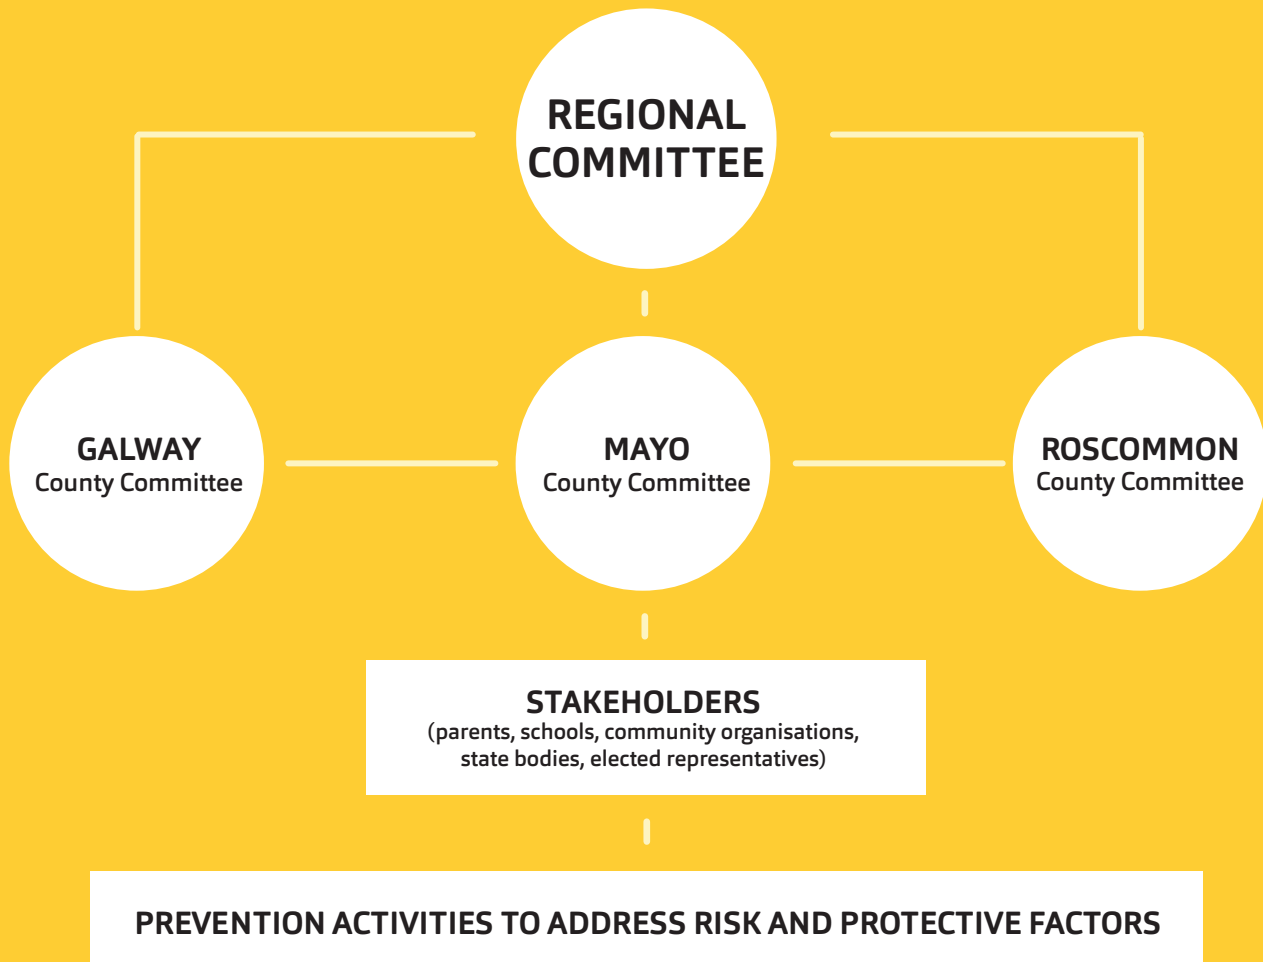 REGIONAL
COMMITTEE
GALWAY
County Committee
MAYO
County Committee
ROSCOMMON
County Committee
STAKEHOLDERS
(parents, schools, community organisations,
state bodies, elected representatives)
PREVENTION ACTIVITIES TO ADDRESS RISK AND PROTECTIVE FACTORS